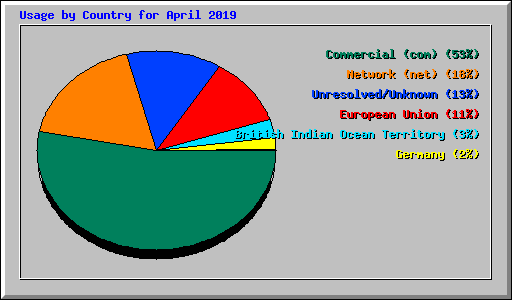 Usage by Country for April 2019
Commercial (com) (53%)
Network (net) (18%)
Unresolved/Unknown (13%)
European Union (11%)
British Indian Ocean Territory (3%)
Germany (2%)